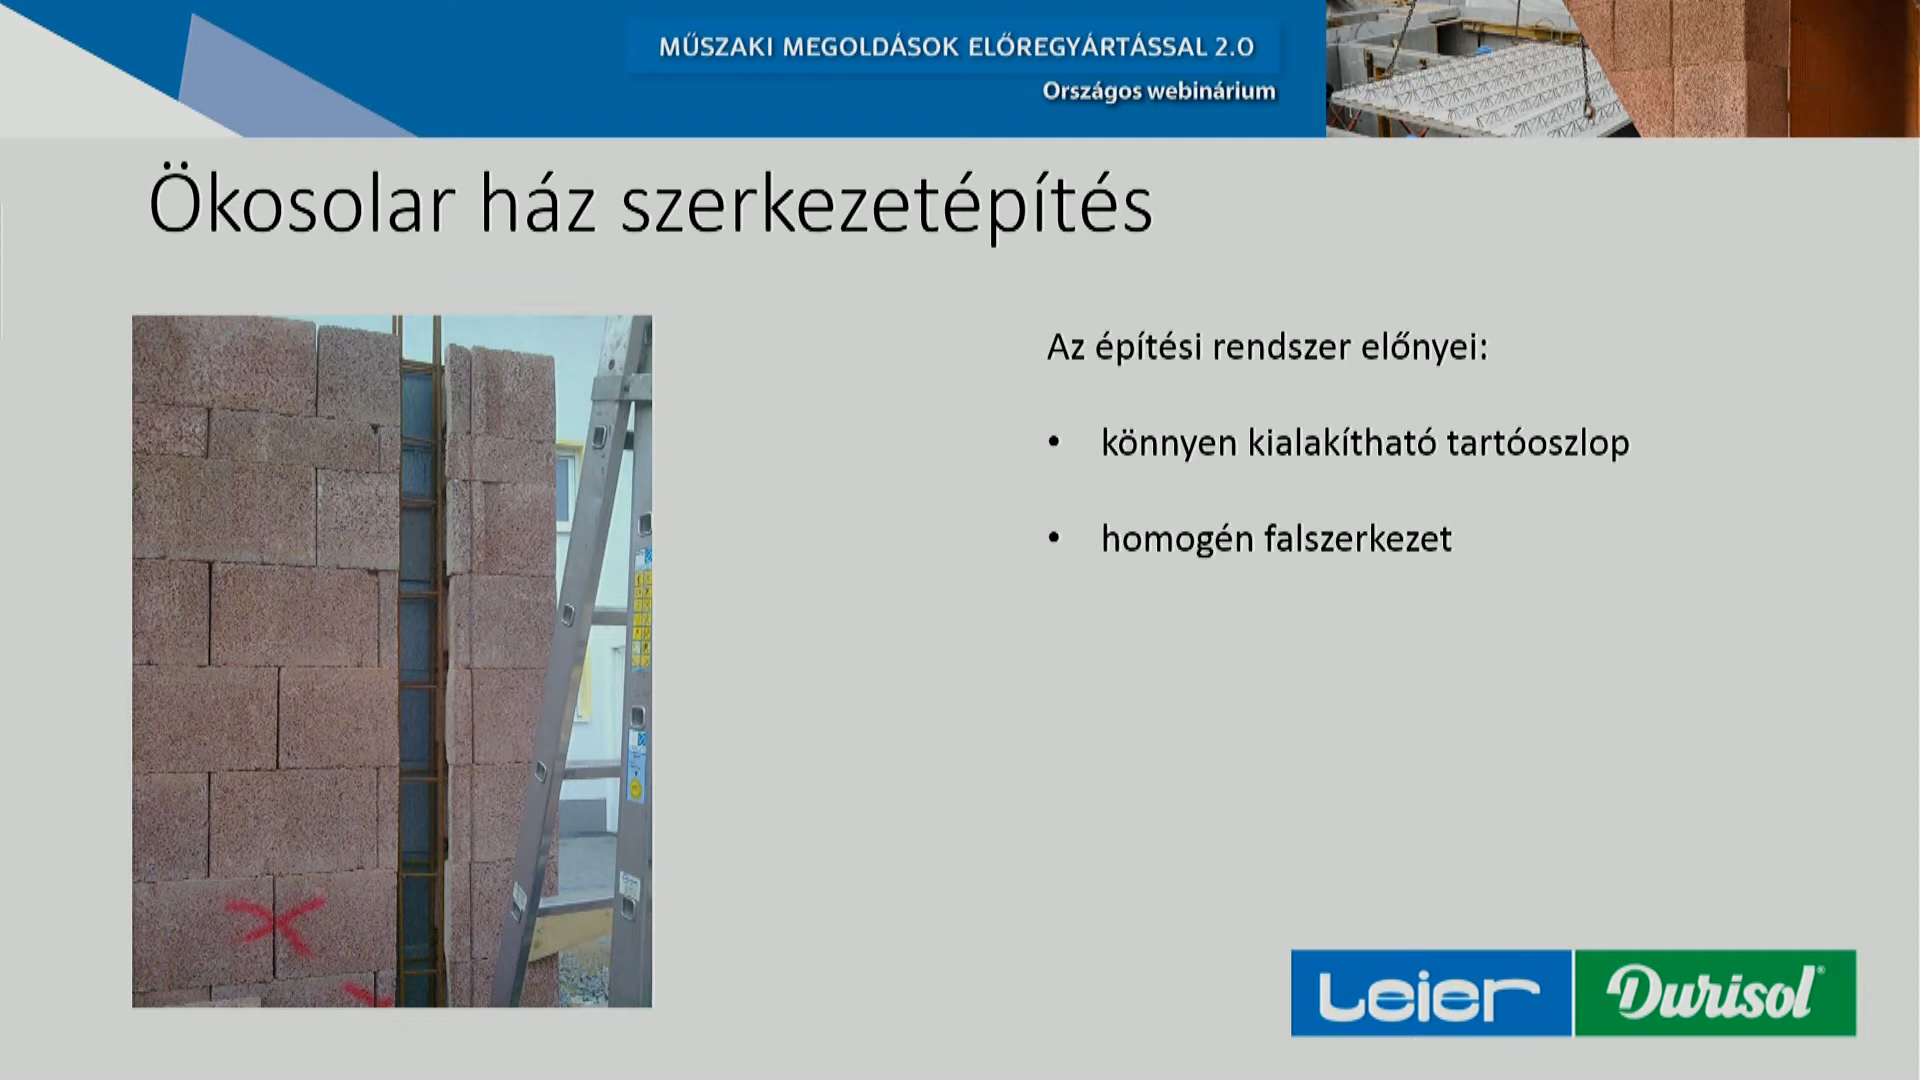 MŰSZAKI MEGOLDÁSOK ELŐREGYÁRTÁSSAL 2.0
Országos webinárium
Ökosolar ház szerkezetépítés
Az építési rendszer előnyei:
• könnyen kialakítható tartóoszlop
• homogén falszerkezet
Leier
Durisol®